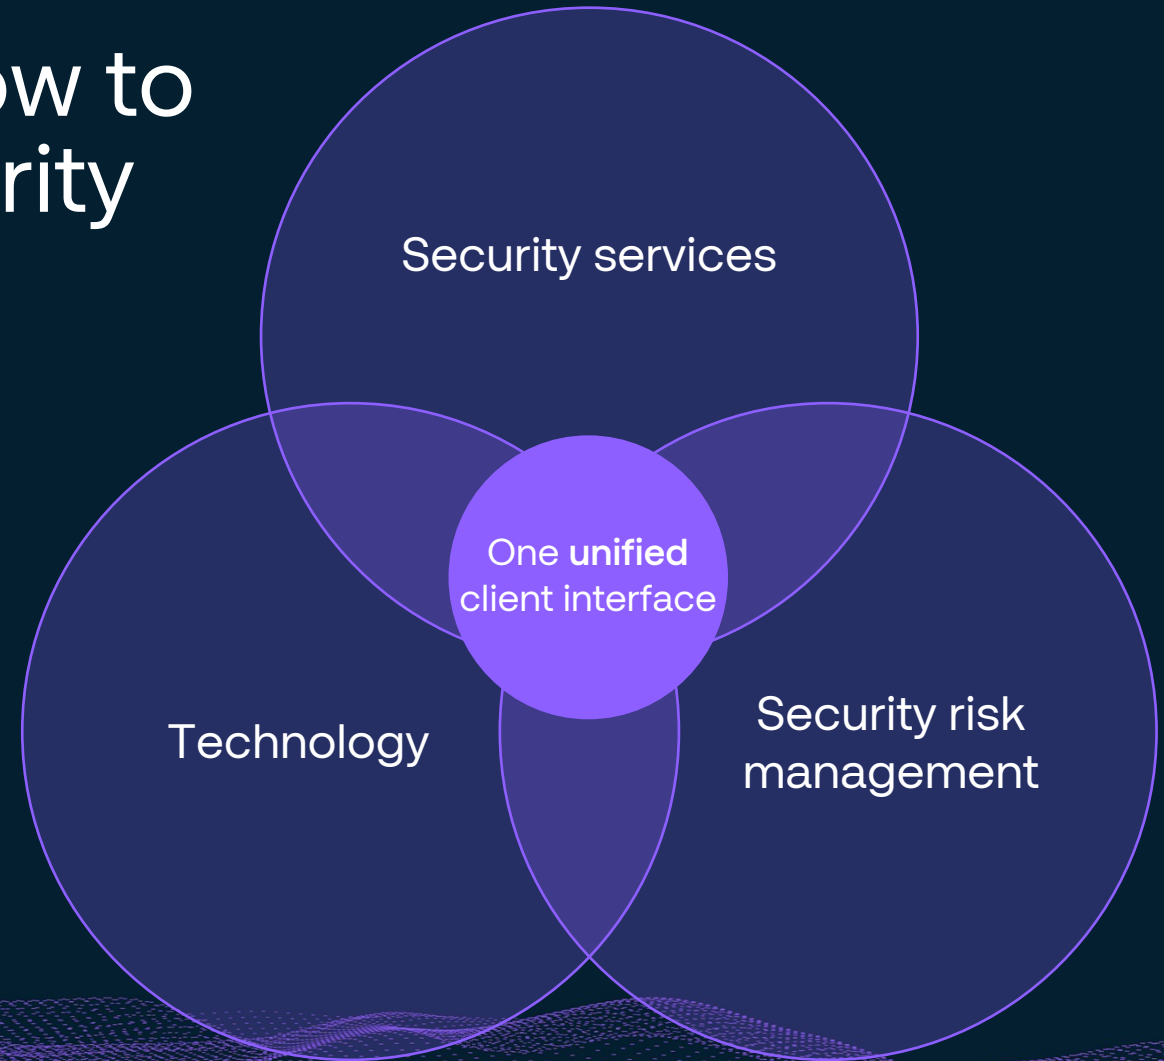 ow to
rity
Security services
One unified
client interface
Technology
Security risk
management